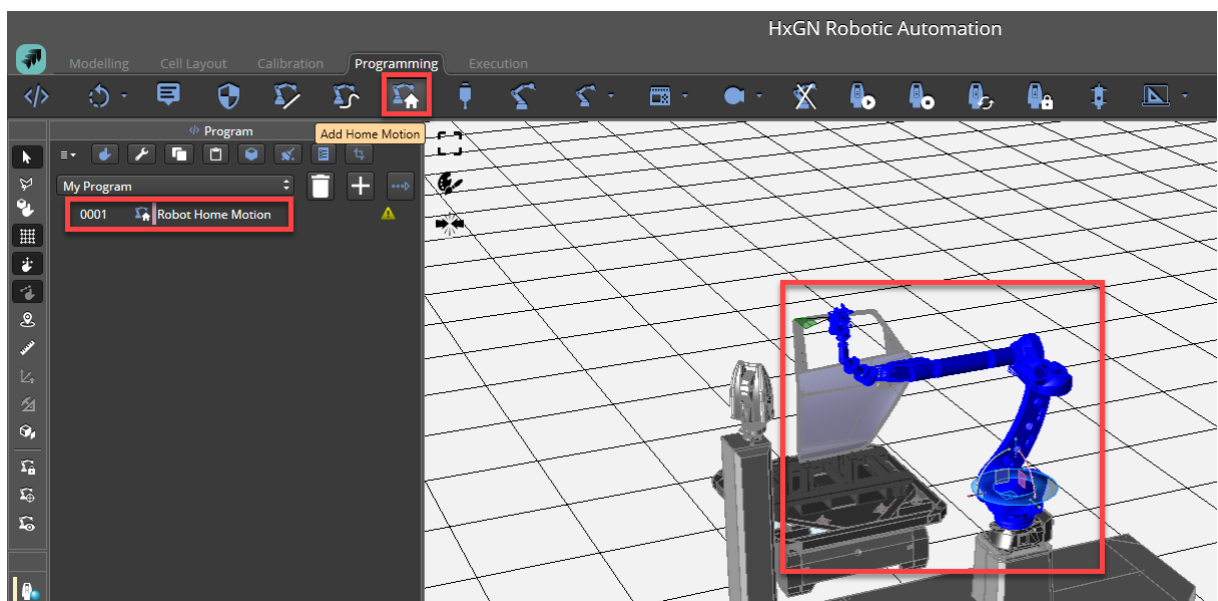 HxGN Robotic Automation
Modelling Cell Layout Calibration Programming Execution
Program
Add Home Motion
My Program
0001 Robot Home Motion